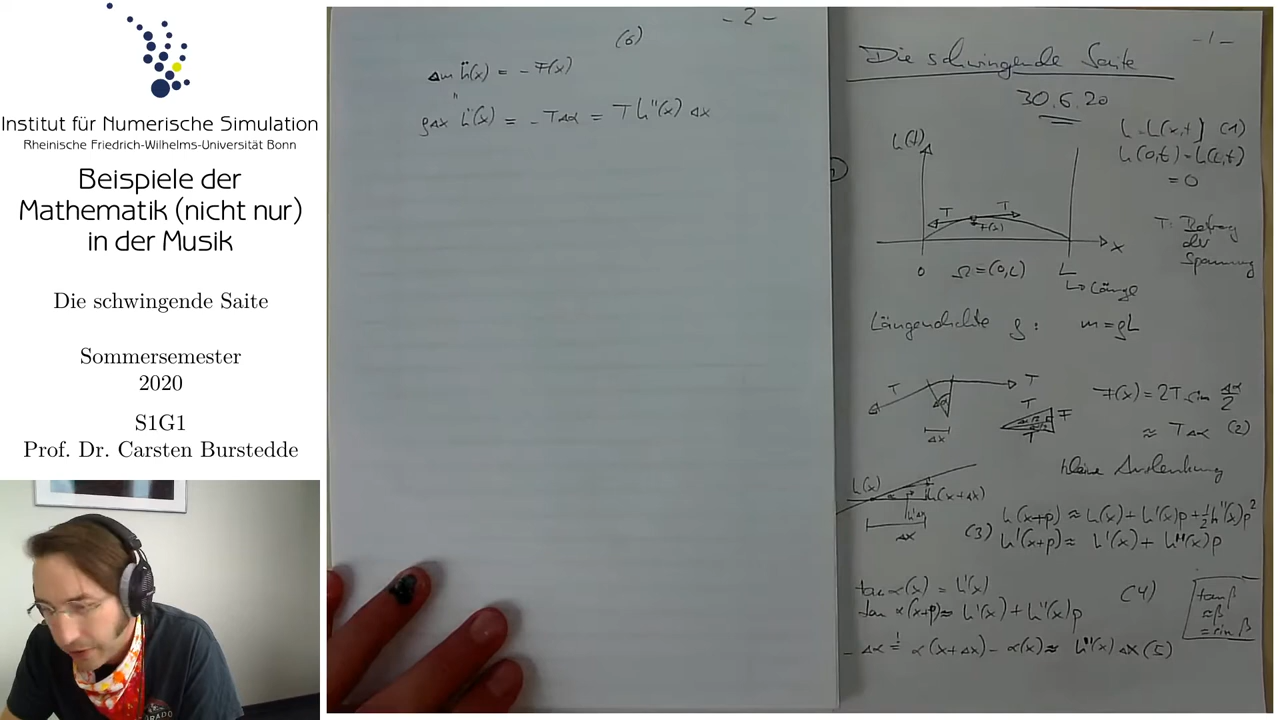 Institut für Numerische Simulation
Rheinische Friedrich-Wilhelms-Universität Bonn
Beispiele der
Mathematik (nicht nur)
in der Musik
Die schwingende Saite
Sommersemester
2020
S1G1
Prof. Dr. Carsten Burstedde
- 2 -
(6)
Δm ḧ(x) = - F(x)
"
ρΔx ḧ(x) = - TΔα = T h''(x) Δx
- 1 -
Die schwingende Saite
30.6.20
h = h(x,t) (1)
h(0,t) = h(L,t)
= 0
h(t)
T T
F(x)
x
0 Ω = (0,L) L
↳ Länge
T: Betrag
der
Spannung
Längendichte ρ: m = ρL
T T
Δα
Δx
T F
T
F(x) = 2T sin Δα/2
≈ TΔα (2)
kleine Auslenkung
h(x) h(x+Δx)
Δx
h(x+p) ≈ h(x) + h'(x)p + ½h''(x)p²
(3) h'(x+p) ≈ h'(x) + h''(x)p
tan α(x) = h'(x)
tan α(x+p) ≈ h'(x) + h''(x)p (4)
- Δα = α(x+Δx) - α(x) ≈ h''(x) Δx (5)
tan β
≈ β
≈ sin β